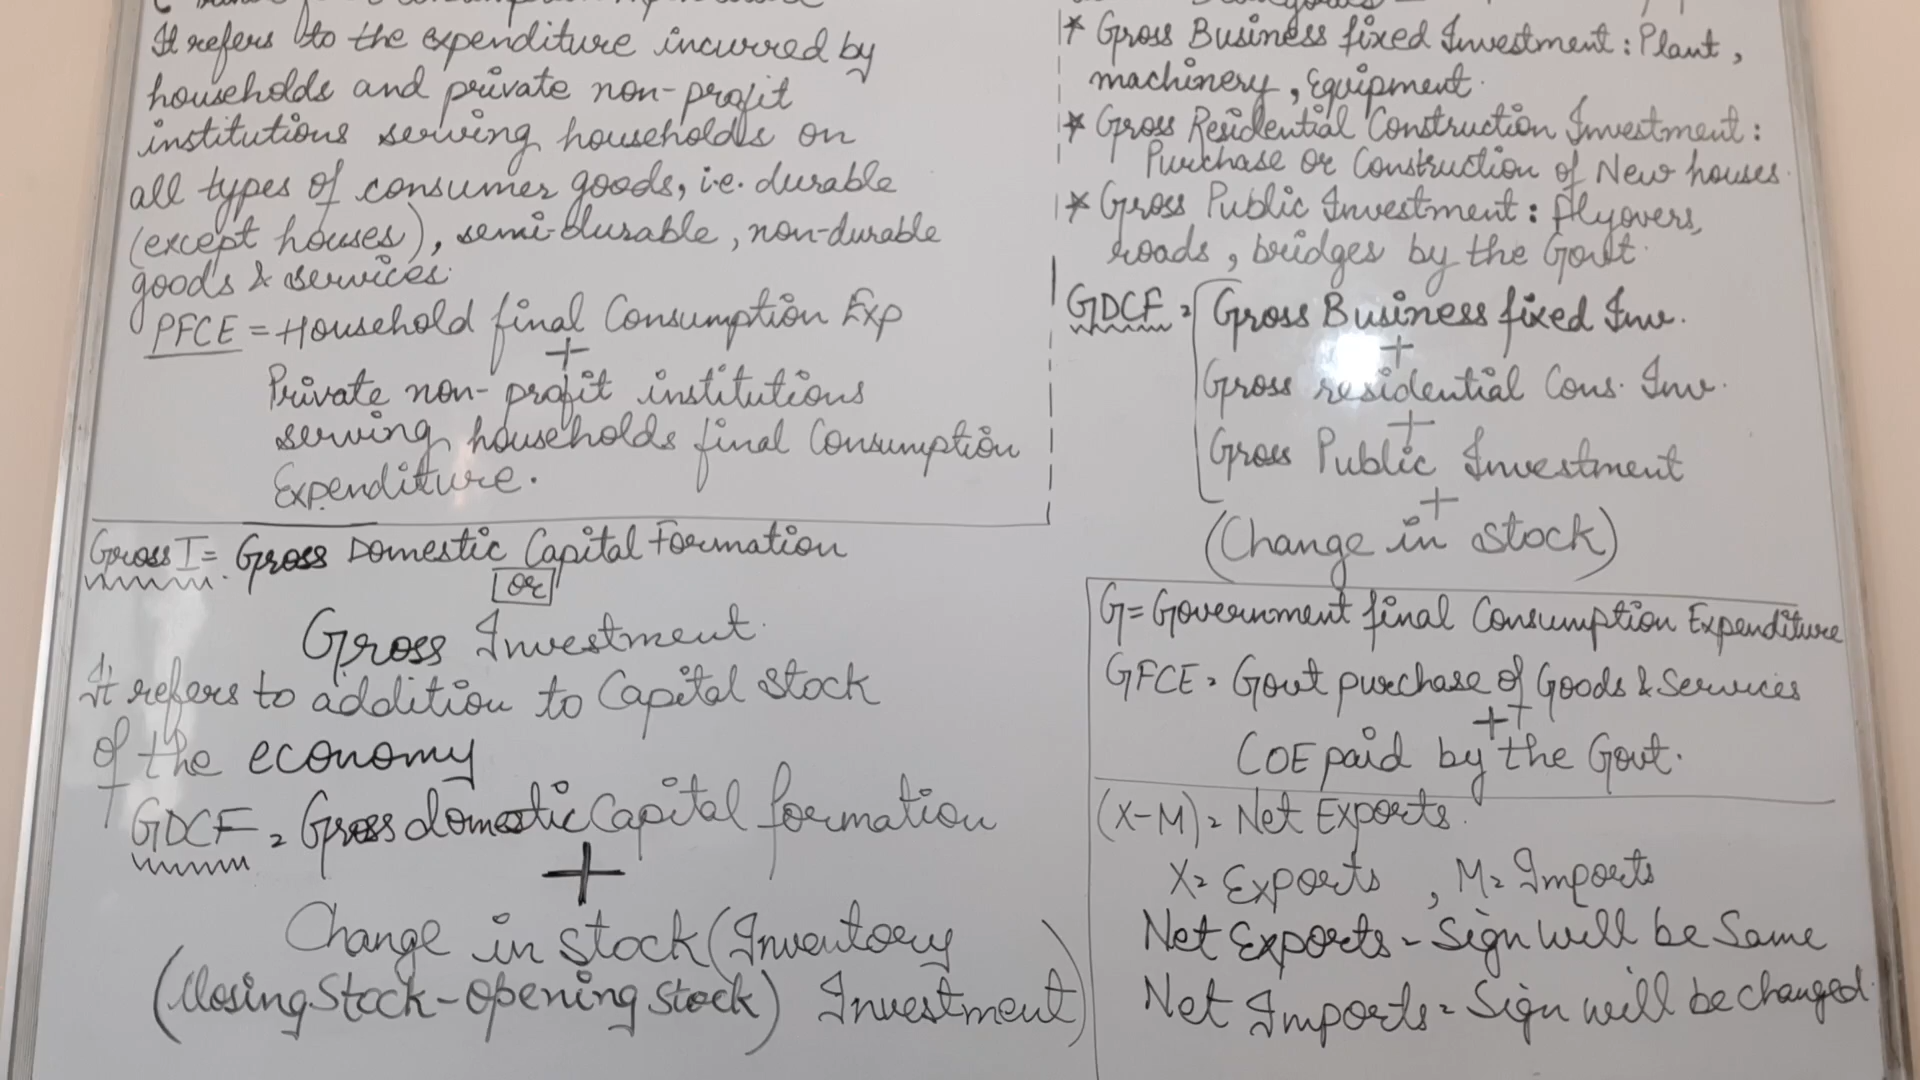 It refers to the expenditure incurred by
households and private non-profit
institutions serving households on
all types of consumer goods, i.e. durable
(except houses), semi-durable, non-durable
goods & services.
PFCE = Household final Consumption Exp
+
Private non-profit institutions
serving households final Consumption
Expenditure.
Gross I = Gross Domestic Capital Formation
or
Gross Investment.
It refers to addition to Capital stock
of the economy
GDCF = Gross domestic Capital formation
+
Change in stock (Inventory
(Closing Stock - Opening stock) Investment)
* Gross Business fixed Investment : Plant,
machinery, Equipment.
* Gross Residential Construction Investment :
Purchase or Construction of New houses.
* Gross Public Investment : Flyovers,
roads, bridges by the Govt.
GDCF = Gross Business fixed Inv.
+
Gross residential Cons. Inv.
+
Gross Public Investment
+
(Change in stock)
G = Government final Consumption Expenditure
GFCE = Govt purchase of Goods & Services
+
COE paid by the Govt.
(X-M) = Net Exports.
X = Exports , M = Imports
Net Exports - Sign will be Same
Net Imports = Sign will be changed.